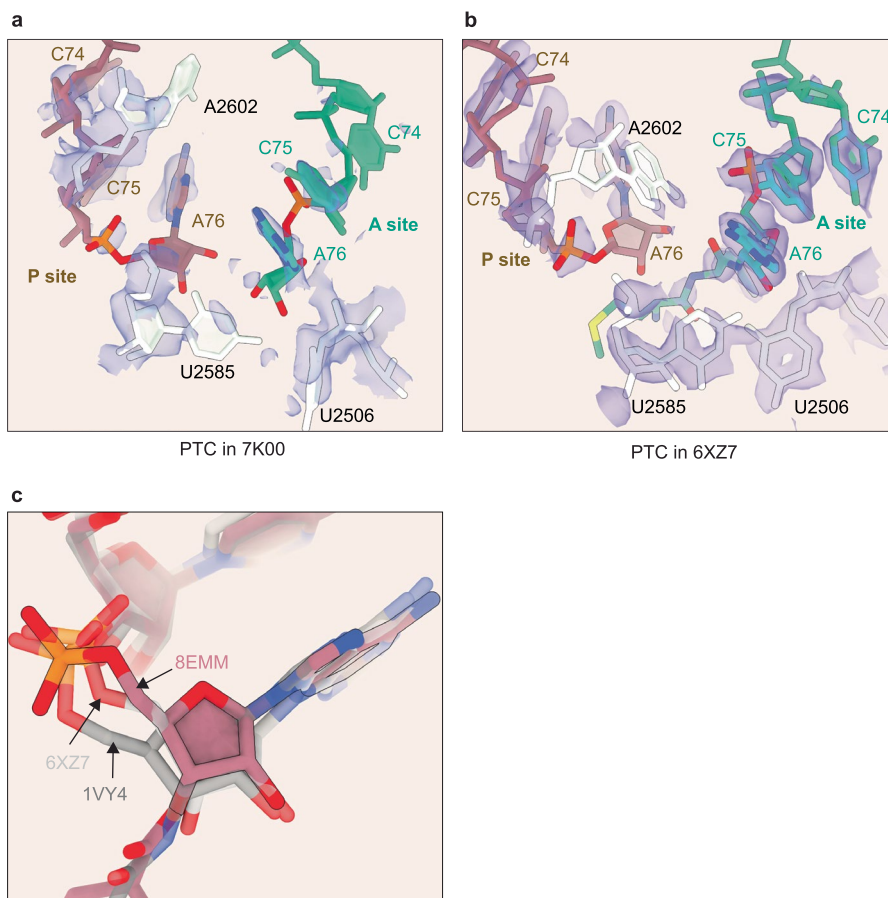 a
C74
A2602
C75
C74
C75
A76
A site
P site
A76
U2585
U2506
PTC in 7K00
b
C74
A2602
C75
C74
C75
A site
P site
A76
A76
U2585
U2506
PTC in 6XZ7
c
8EMM
6XZ7
1VY4